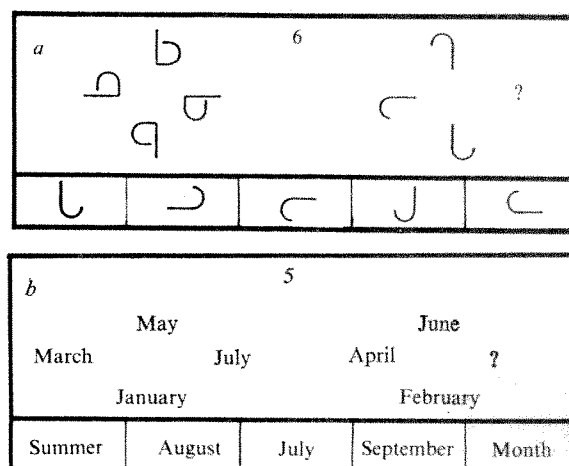 a 6
?
b 5
May June
March July April ?
January February
Summer August July September Month